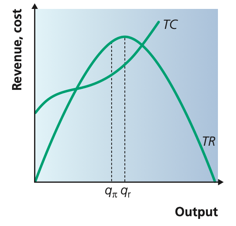 Revenue, cost
TC
TR
qπ qr
Output